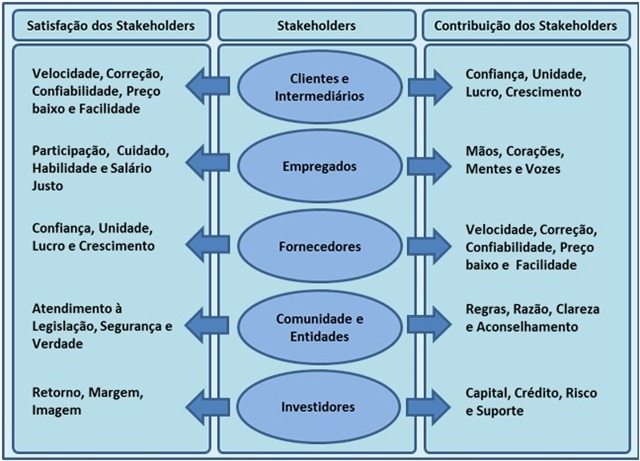 Satisfação dos Stakeholders
Stakeholders
Contribuição dos Stakeholders
Velocidade, Correção,
Confiabilidade, Preço
baixo e Facilidade
Clientes e
Intermediários
Confiança, Unidade,
Lucro, Crescimento
Participação, Cuidado,
Habilidade e Salário
Justo
Empregados
Mãos, Corações,
Mentes e Vozes
Confiança, Unidade,
Lucro e Crescimento
Fornecedores
Velocidade, Correção,
Confiabilidade, Preço
baixo e Facilidade
Atendimento à
Legislação, Segurança e
Verdade
Comunidade e
Entidades
Regras, Razão, Clareza
e Aconselhamento
Retorno, Margem,
Imagem
Investidores
Capital, Crédito, Risco
e Suporte